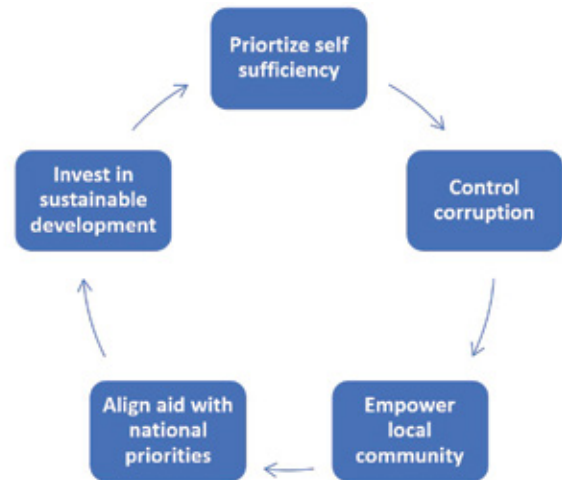 Priortize self
sufficiency
Control
corruption
Empower
local
community
Align aid with
national
priorities
Invest in
sustainable
development